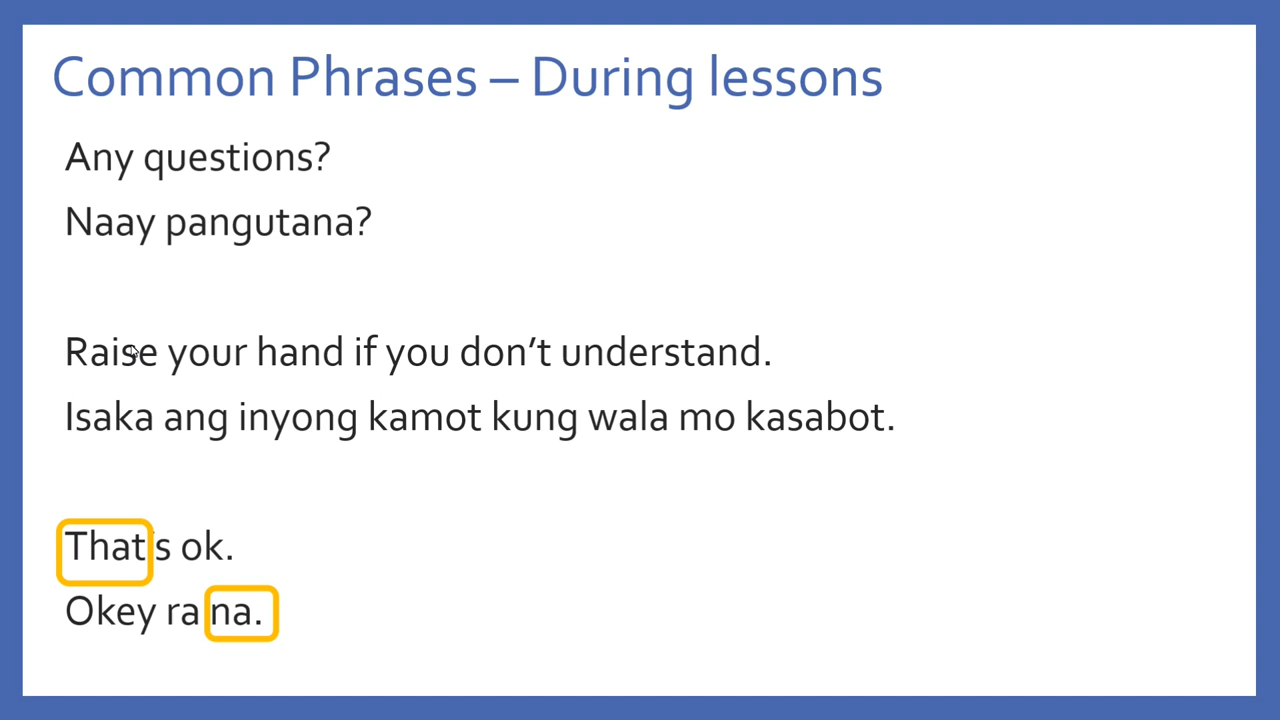 Common Phrases – During lessons
Any questions?
Naay pangutana?
Raise your hand if you don’t understand.
Isaka ang inyong kamot kung wala mo kasabot.
That’s ok.
Okey ra na.